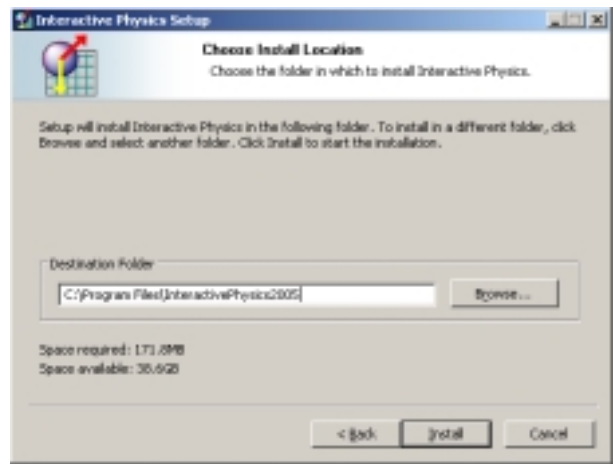 Interactive Physics Setup
Choose Install Location
Choose the folder in which to install Interactive Physics.
Setup will install Interactive Physics in the following folder. To install in a different folder, click
Browse and select another folder. Click Install to start the installation.
Destination Folder
C:\Program Files\InteractivePhysics2005
Browse...
Space required: 171.8MB
Space available: 38.6GB
< Back
Install
Cancel